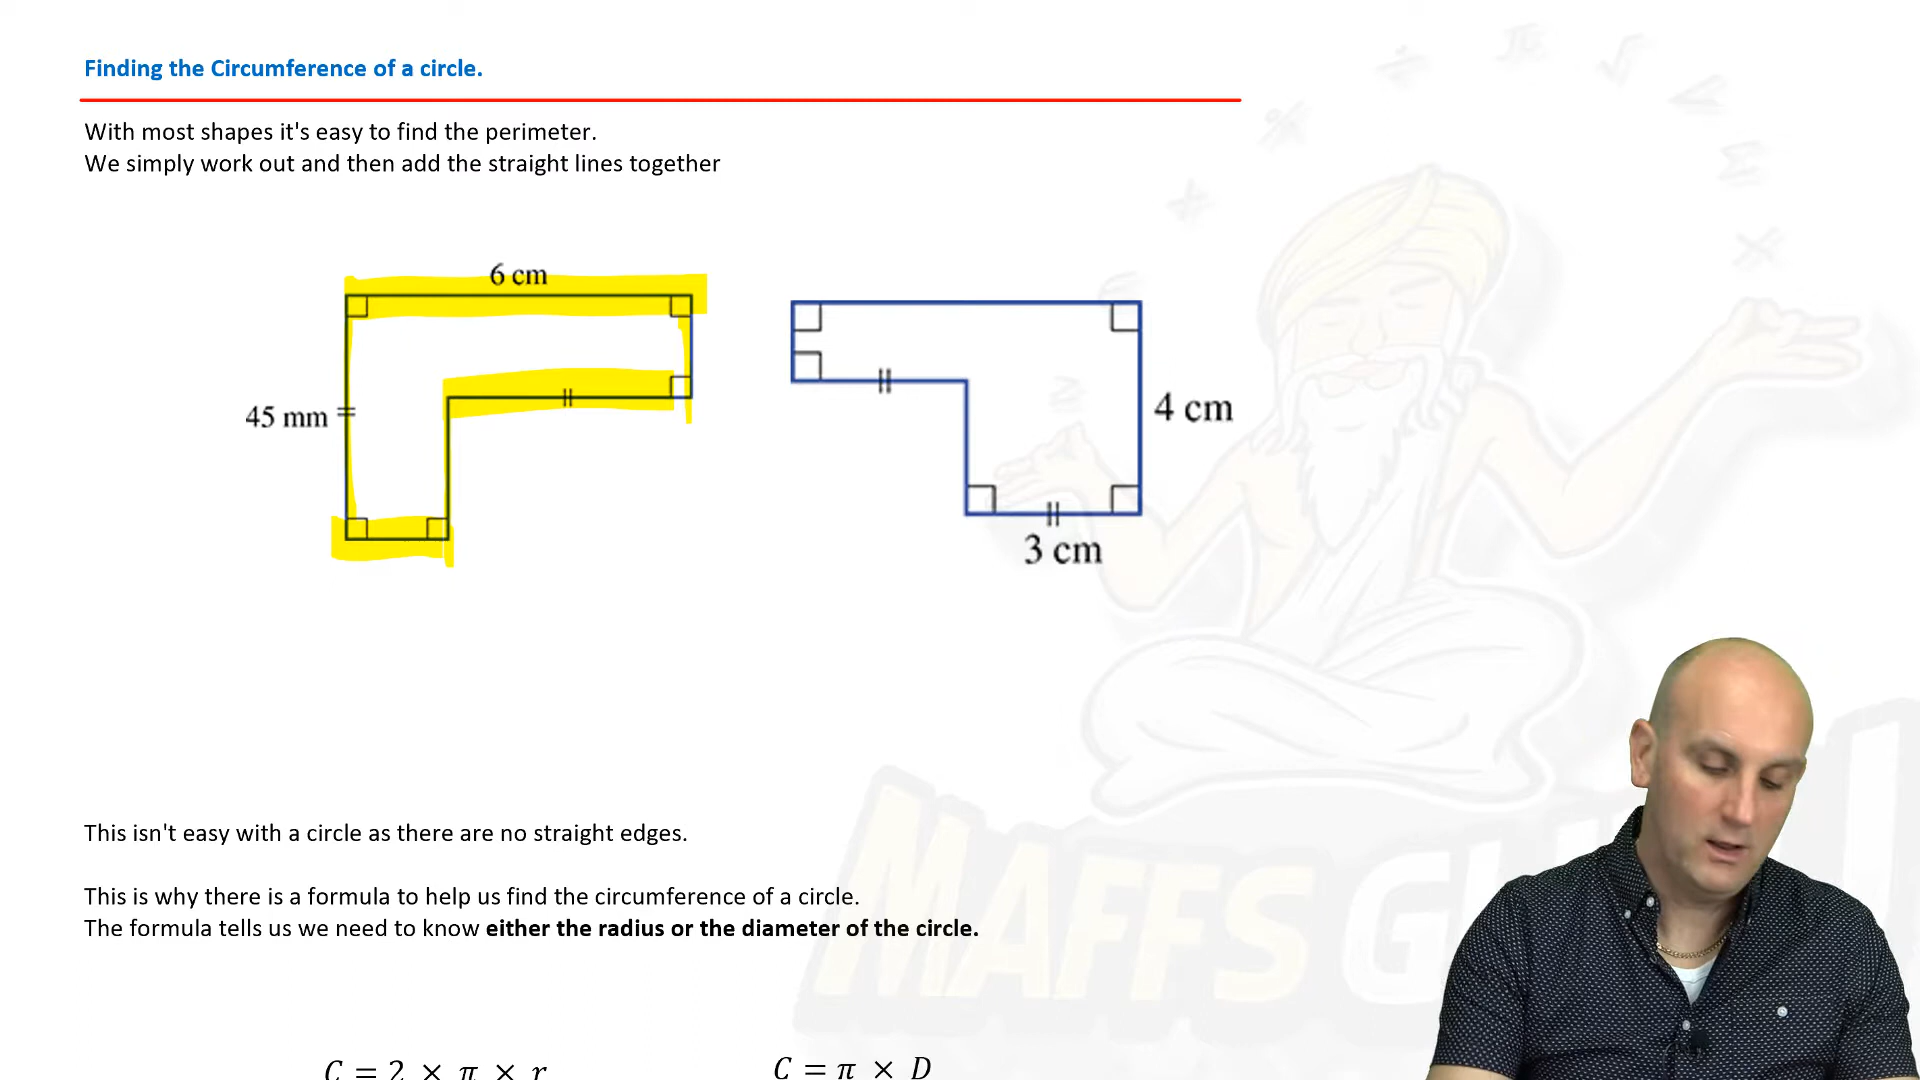 Finding the Circumference of a circle.
With most shapes it's easy to find the perimeter.
We simply work out and then add the straight lines together
6 cm
45 mm
4 cm
3 cm
This isn't easy with a circle as there are no straight edges.
This is why there is a formula to help us find the circumference of a circle.
The formula tells us we need to know either the radius or the diameter of the circle.
C = 2 × π × r
C = π × D
MAFFS